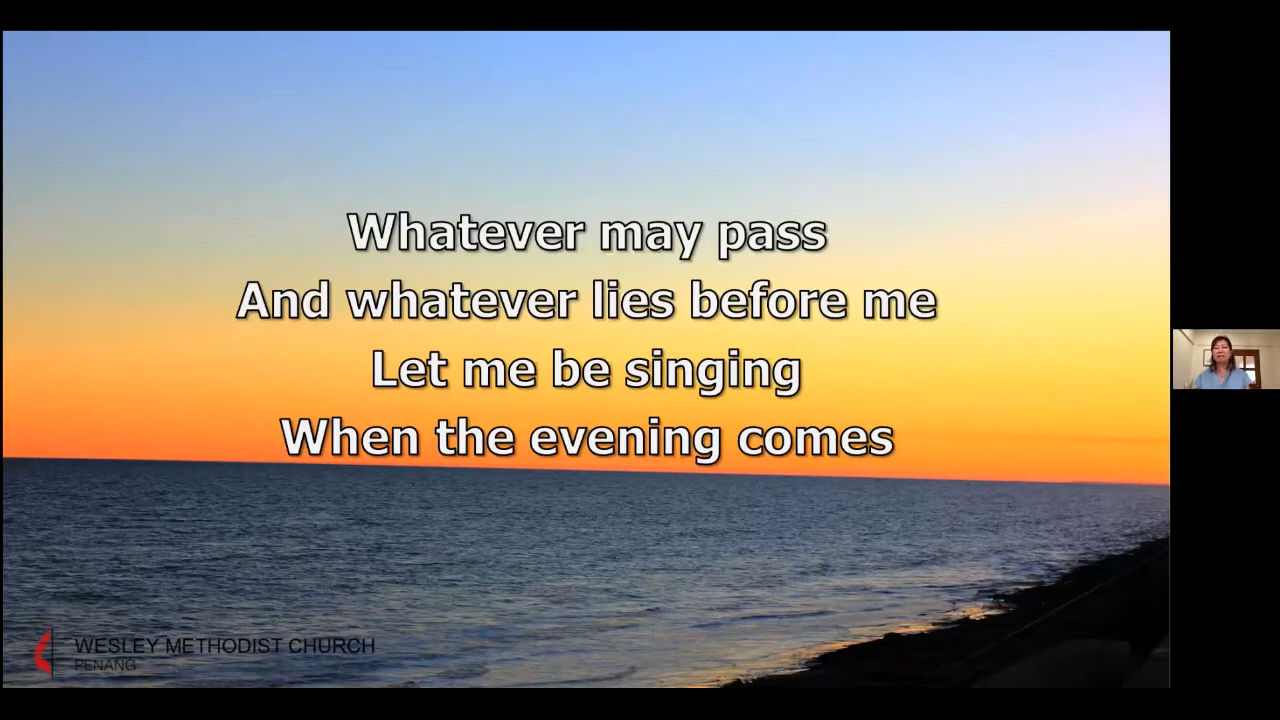 Whatever may pass
And whatever lies before me
Let me be singing
When the evening comes
WESLEY METHODIST CHURCH
PENANG